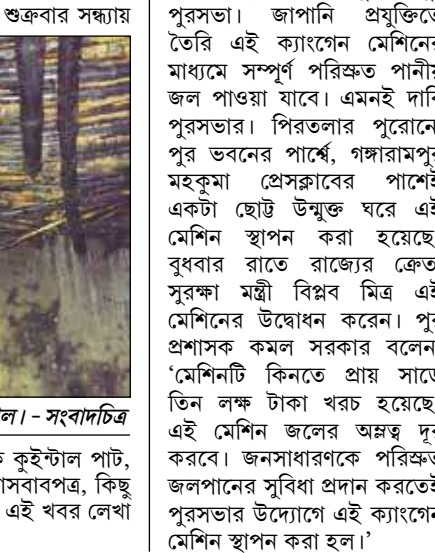 শুক্রবার সন্ধ্যায়
ল। - সংবাদচিত্র
কুইন্টাল পাট,
সবাবপত্র, কিছু
এই খবর লেখা
পুরসভা। জাপানি প্রযুক্তিতে
তৈরি এই ক্যাংগেন মেশিনের
মাধ্যমে সম্পূর্ণ পরিস্রুত পানীয়
জল পাওয়া যাবে। এমনই দাবি
পুরসভার। পিরতলার পুরোনো
পুর ভবনের পার্শ্বে, গঙ্গারামপুর
মহকুমা প্রেসক্লাবের পাশেই
একটা ছোট্ট উন্মুক্ত ঘরে এই
মেশিন স্থাপন করা হয়েছে
বুধবার রাতে রাজ্যের ক্রেতা
সুরক্ষা মন্ত্রী বিপ্লব মিত্র এই
মেশিনের উদ্বোধন করেন। পুর
প্রশাসক কমল সরকার বলেন
‘মেশিনটি কিনতে প্রায় সাড়ে
তিন লক্ষ টাকা খরচ হয়েছে
এই মেশিন জলের অম্লত্ব দূর
করবে। জনসাধারণকে পরিস্রুত
জলপানের সুবিধা প্রদান করতেই
পুরসভার উদ্যোগে এই ক্যাংগেন
মেশিন স্থাপন করা হল।’